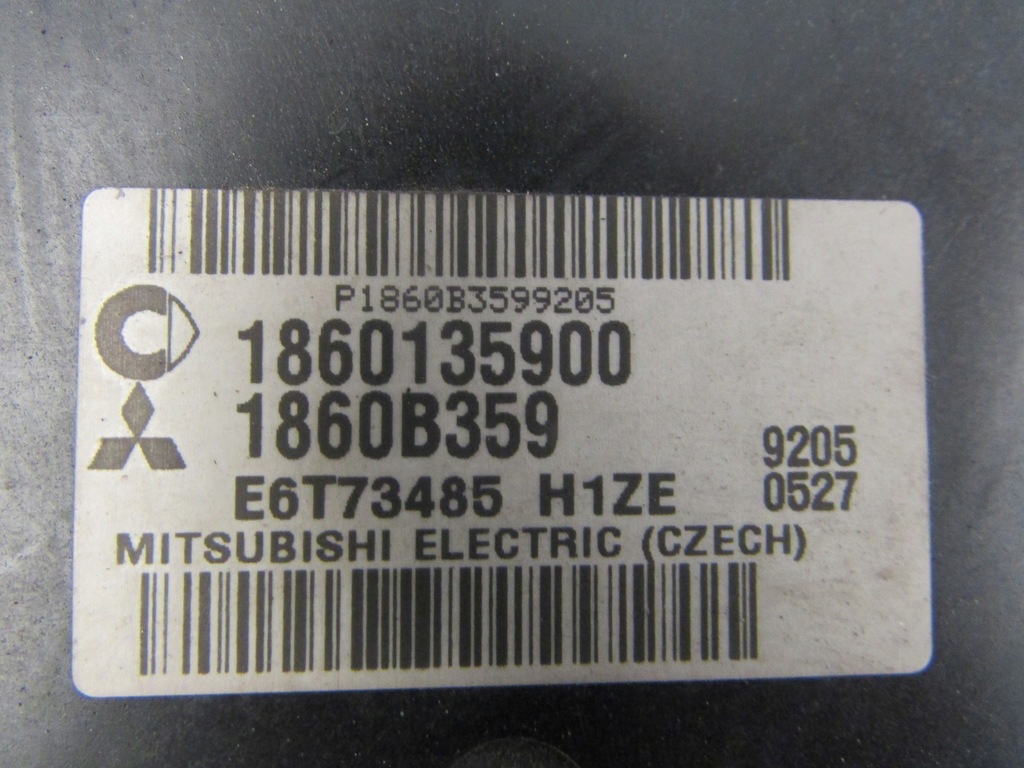 P1860B3599205
1860135900
1860B359
9205
E6T73485 H1ZE 0527
MITSUBISHI ELECTRIC (CZECH)